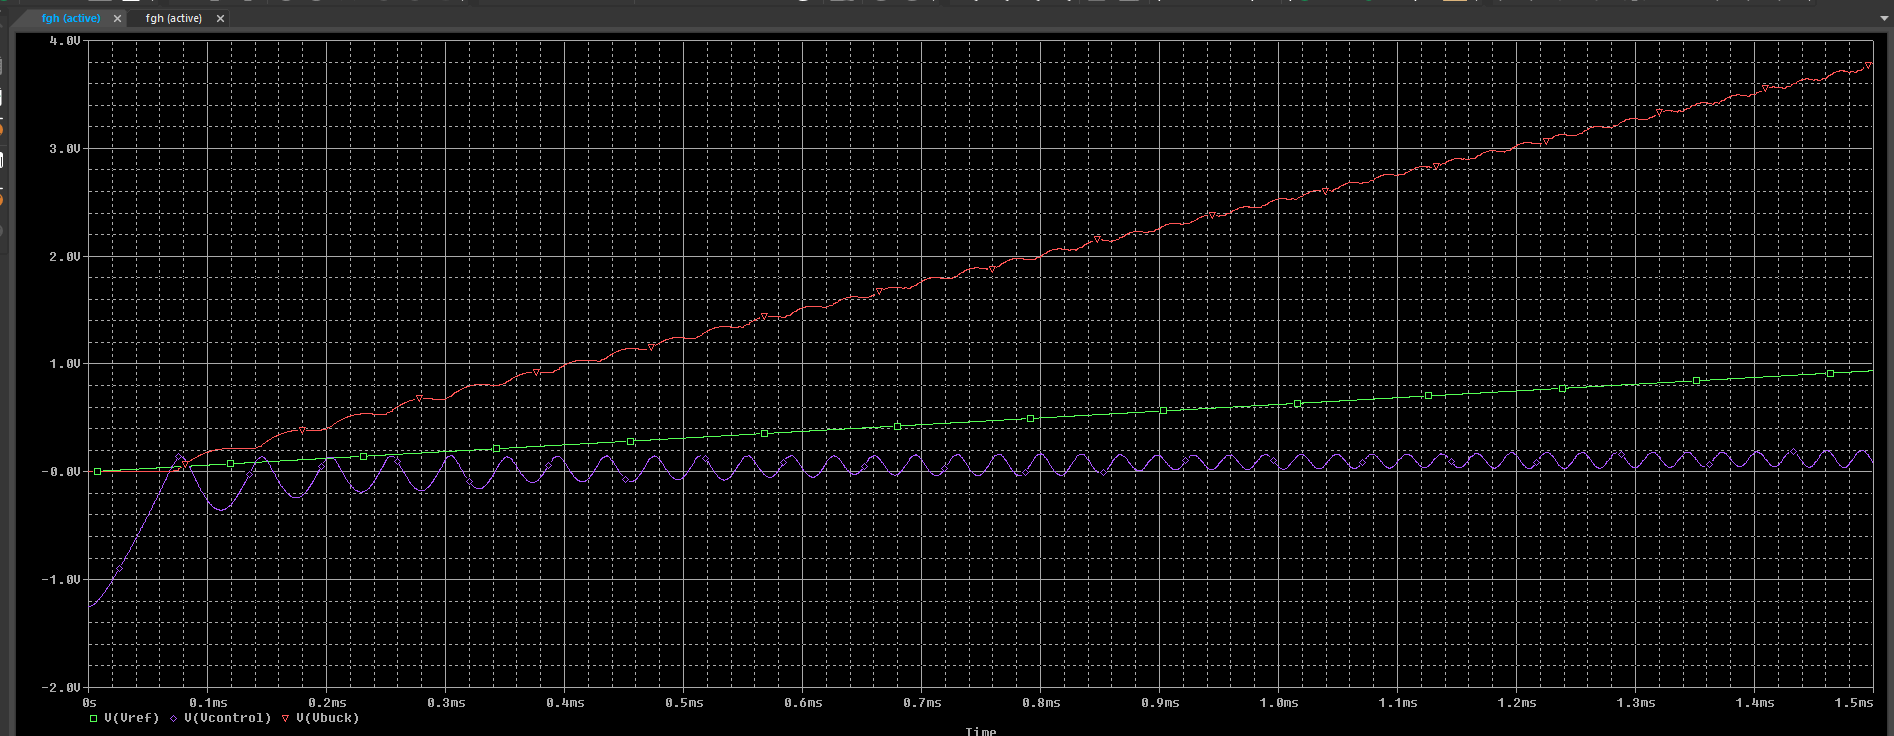 fgh (active) × fgh (active) ×
4.0V
3.0V
2.0V
1.0V
-0.0V
-1.0V
-2.0V
0s 0.1ms 0.2ms 0.3ms 0.4ms 0.5ms 0.6ms 0.7ms 0.8ms 0.9ms 1.0ms 1.1ms 1.2ms 1.3ms 1.4ms 1.5ms
V(Vref) V(Vcontrol) V(Vbuck)
Time